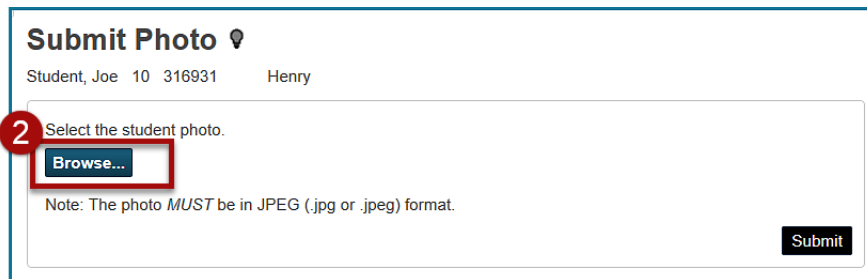 Submit Photo
Student, Joe 10 316931 Henry
2
Select the student photo.
Browse...
Note: The photo MUST be in JPEG (.jpg or .jpeg) format.
Submit